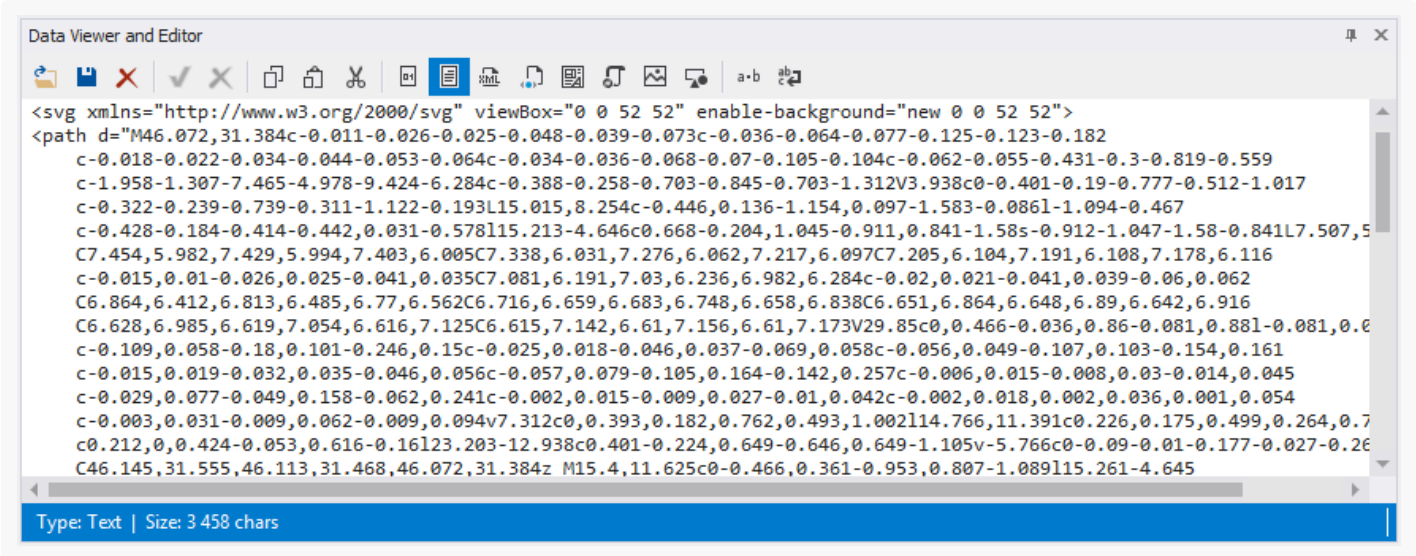 Data Viewer and Editor
XML
a·b
ab
c
<svg xmlns="http://www.w3.org/2000/svg" viewBox="0 0 52 52" enable-background="new 0 0 52 52">
<path d="M46.072,31.384c-0.011-0.026-0.025-0.048-0.039-0.073c-0.036-0.064-0.077-0.125-0.123-0.182
c-0.018-0.022-0.034-0.044-0.053-0.064c-0.034-0.036-0.068-0.07-0.105-0.104c-0.062-0.055-0.431-0.3-0.819-0.559
c-1.958-1.307-7.465-4.978-9.424-6.284c-0.388-0.258-0.703-0.845-0.703-1.312V3.938c0-0.401-0.19-0.777-0.512-1.017
c-0.322-0.239-0.739-0.311-1.122-0.193L15.015,8.254c-0.446,0.136-1.154,0.097-1.583-0.086l-1.094-0.467
c-0.428-0.184-0.414-0.442,0.031-0.578l15.213-4.646c0.668-0.204,1.045-0.911,0.841-1.58s-0.912-1.047-1.58-0.841L7.507,5
C7.454,5.982,7.429,5.994,7.403,6.005C7.338,6.031,7.276,6.062,7.217,6.097C7.205,6.104,7.191,6.108,7.178,6.116
c-0.015,0.01-0.026,0.025-0.041,0.035C7.081,6.191,7.03,6.236,6.982,6.284c-0.02,0.021-0.041,0.039-0.06,0.062
C6.864,6.412,6.813,6.485,6.77,6.562C6.716,6.659,6.683,6.748,6.658,6.838C6.651,6.864,6.648,6.89,6.642,6.916
C6.628,6.985,6.619,7.054,6.616,7.125C6.615,7.142,6.61,7.156,6.61,7.173V29.85c0,0.466-0.036,0.86-0.081,0.88l-0.081,0.0
c-0.109,0.058-0.18,0.101-0.246,0.15c-0.025,0.018-0.046,0.037-0.069,0.058c-0.056,0.049-0.107,0.103-0.154,0.161
c-0.015,0.019-0.032,0.035-0.046,0.056c-0.057,0.079-0.105,0.164-0.142,0.257c-0.006,0.015-0.008,0.03-0.014,0.045
c-0.029,0.077-0.049,0.158-0.062,0.241c-0.002,0.015-0.009,0.027-0.01,0.042c-0.002,0.018,0.002,0.036,0.001,0.054
c-0.003,0.031-0.009,0.062-0.009,0.094v7.312c0,0.393,0.182,0.762,0.493,1.002l14.766,11.391c0.226,0.175,0.499,0.264,0.7
c0.212,0,0.424-0.053,0.616-0.16l23.203-12.938c0.401-0.224,0.649-0.646,0.649-1.105v-5.766c0-0.09-0.01-0.177-0.027-0.26
C46.145,31.555,46.113,31.468,46.072,31.384z M15.4,11.625c0-0.466,0.361-0.953,0.807-1.089l15.261-4.645
Type: Text | Size: 3 458 chars